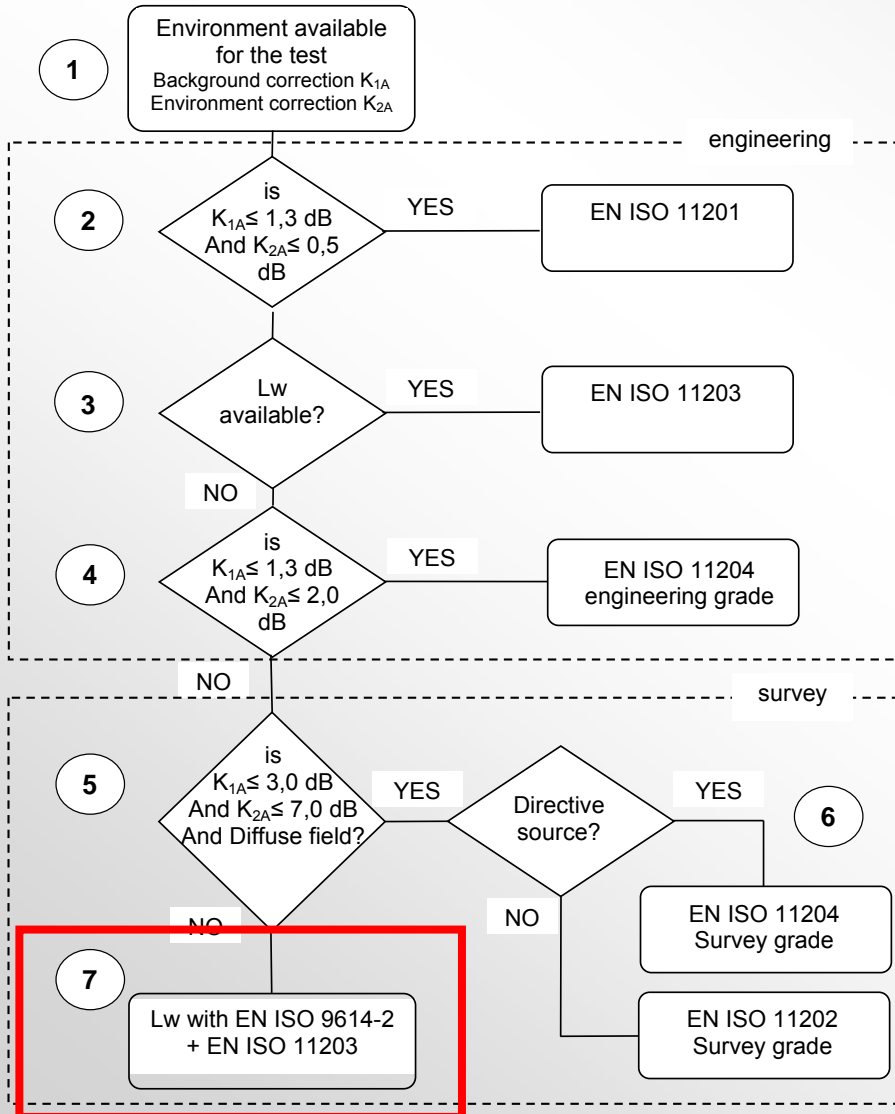 1
Environment available
for the test
Background correction K1A
Environment correction K2A
engineering
2
is
K1A≤ 1,3 dB
And K2A≤ 0,5
dB
YES
EN ISO 11201
3
Lw
available?
YES
EN ISO 11203
NO
4
is
K1A≤ 1,3 dB
And K2A≤ 2,0
dB
YES
EN ISO 11204
engineering grade
NO
survey
5
is
K1A≤ 3,0 dB
And K2A≤ 7,0 dB
And Diffuse field?
YES
Directive
source?
YES
6
NO
NO
EN ISO 11204
Survey grade
7
Lw with EN ISO 9614-2
+ EN ISO 11203
EN ISO 11202
Survey grade